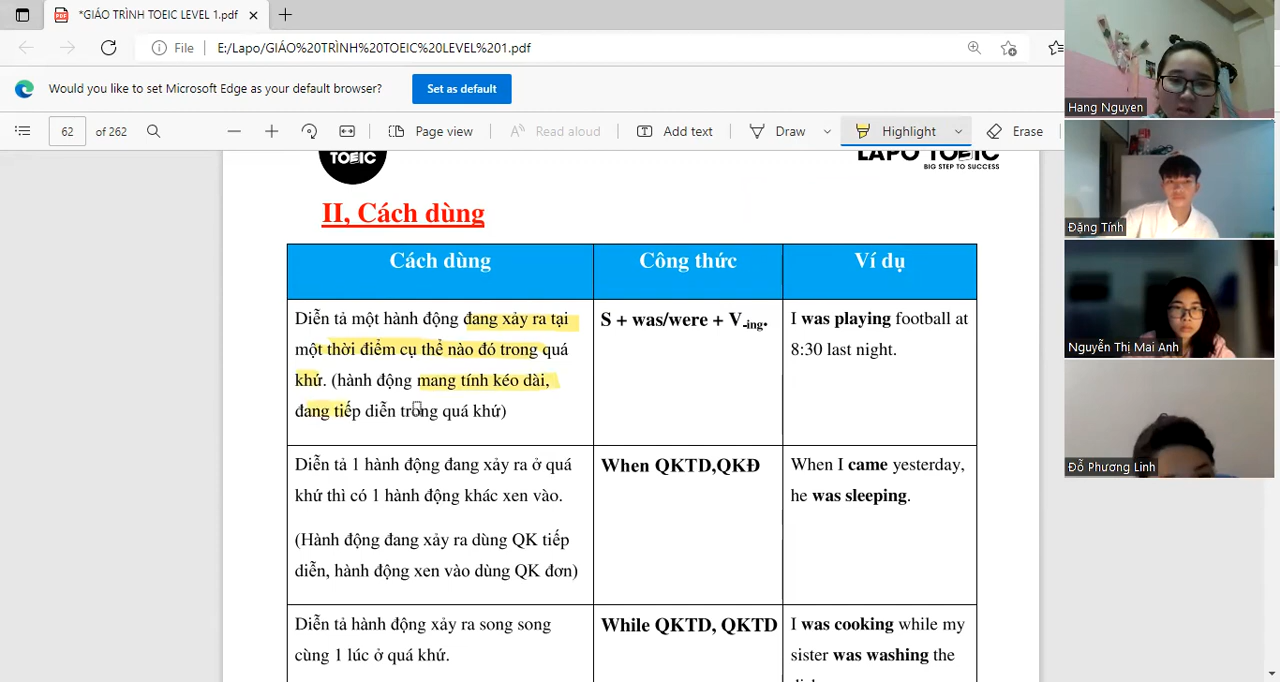 *GIÁO TRÌNH TOEIC LEVEL 1.pdf
File
E:/Lapo/GIÁO%20TRÌNH%20TOEIC%20LEVEL%201.pdf
Would you like to set Microsoft Edge as your default browser?
Set as default
62 of 262
Page view
Read aloud
Add text
Draw
Highlight
Erase
TOEIC
LAPO TOEIC
BIG STEP TO SUCCESS
II, Cách dùng
Cách dùng
Công thức
Ví dụ
Diễn tả một hành động đang xảy ra tại
một thời điểm cụ thể nào đó trong quá
khứ. (hành động mang tính kéo dài,
đang tiếp diễn trong quá khứ)
S + was/were + V-ing.
I was playing football at
8:30 last night.
Diễn tả 1 hành động đang xảy ra ở quá
khứ thì có 1 hành động khác xen vào.
(Hành động đang xảy ra dùng QK tiếp
diễn, hành động xen vào dùng QK đơn)
When QKTD,QKĐ
When I came yesterday,
he was sleeping.
Diễn tả hành động xảy ra song song
cùng 1 lúc ở quá khứ.
While QKTD, QKTD
I was cooking while my
sister was washing the
Hang Nguyen
Đặng Tính
Nguyễn Thị Mai Anh
Đỗ Phương Linh